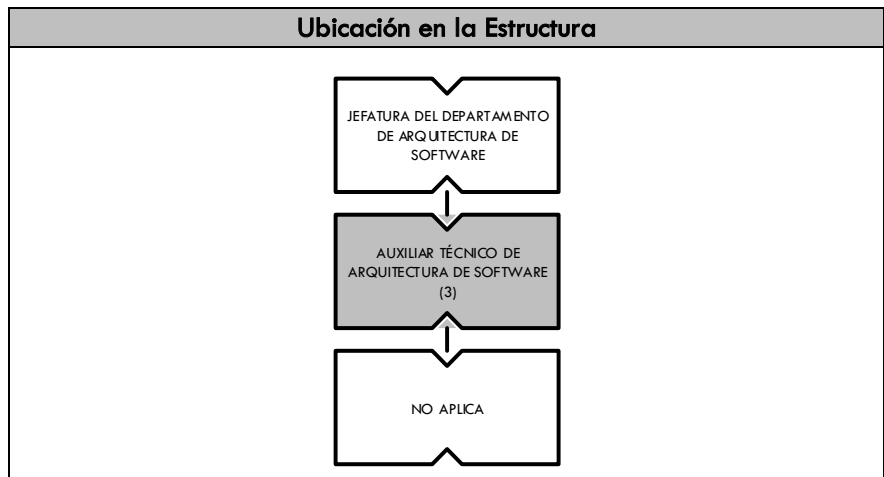 Ubicación en la Estructura
JEFATURA DEL DEPARTAMENTO
DE ARQUITECTURA DE
SOFTWARE
AUXILIAR TÉCNICO DE
ARQUITECTURA DE SOFTWARE
(3)
NO APLICA